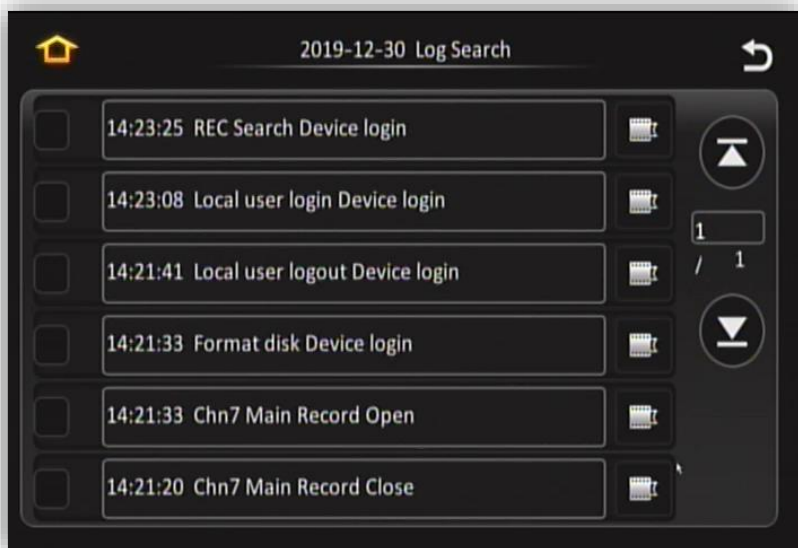 2019-12-30 Log Search
14:23:25 REC Search Device login
14:23:08 Local user login Device login
1
/ 1
14:21:41 Local user logout Device login
14:21:33 Format disk Device login
14:21:33 Chn7 Main Record Open
14:21:20 Chn7 Main Record Close